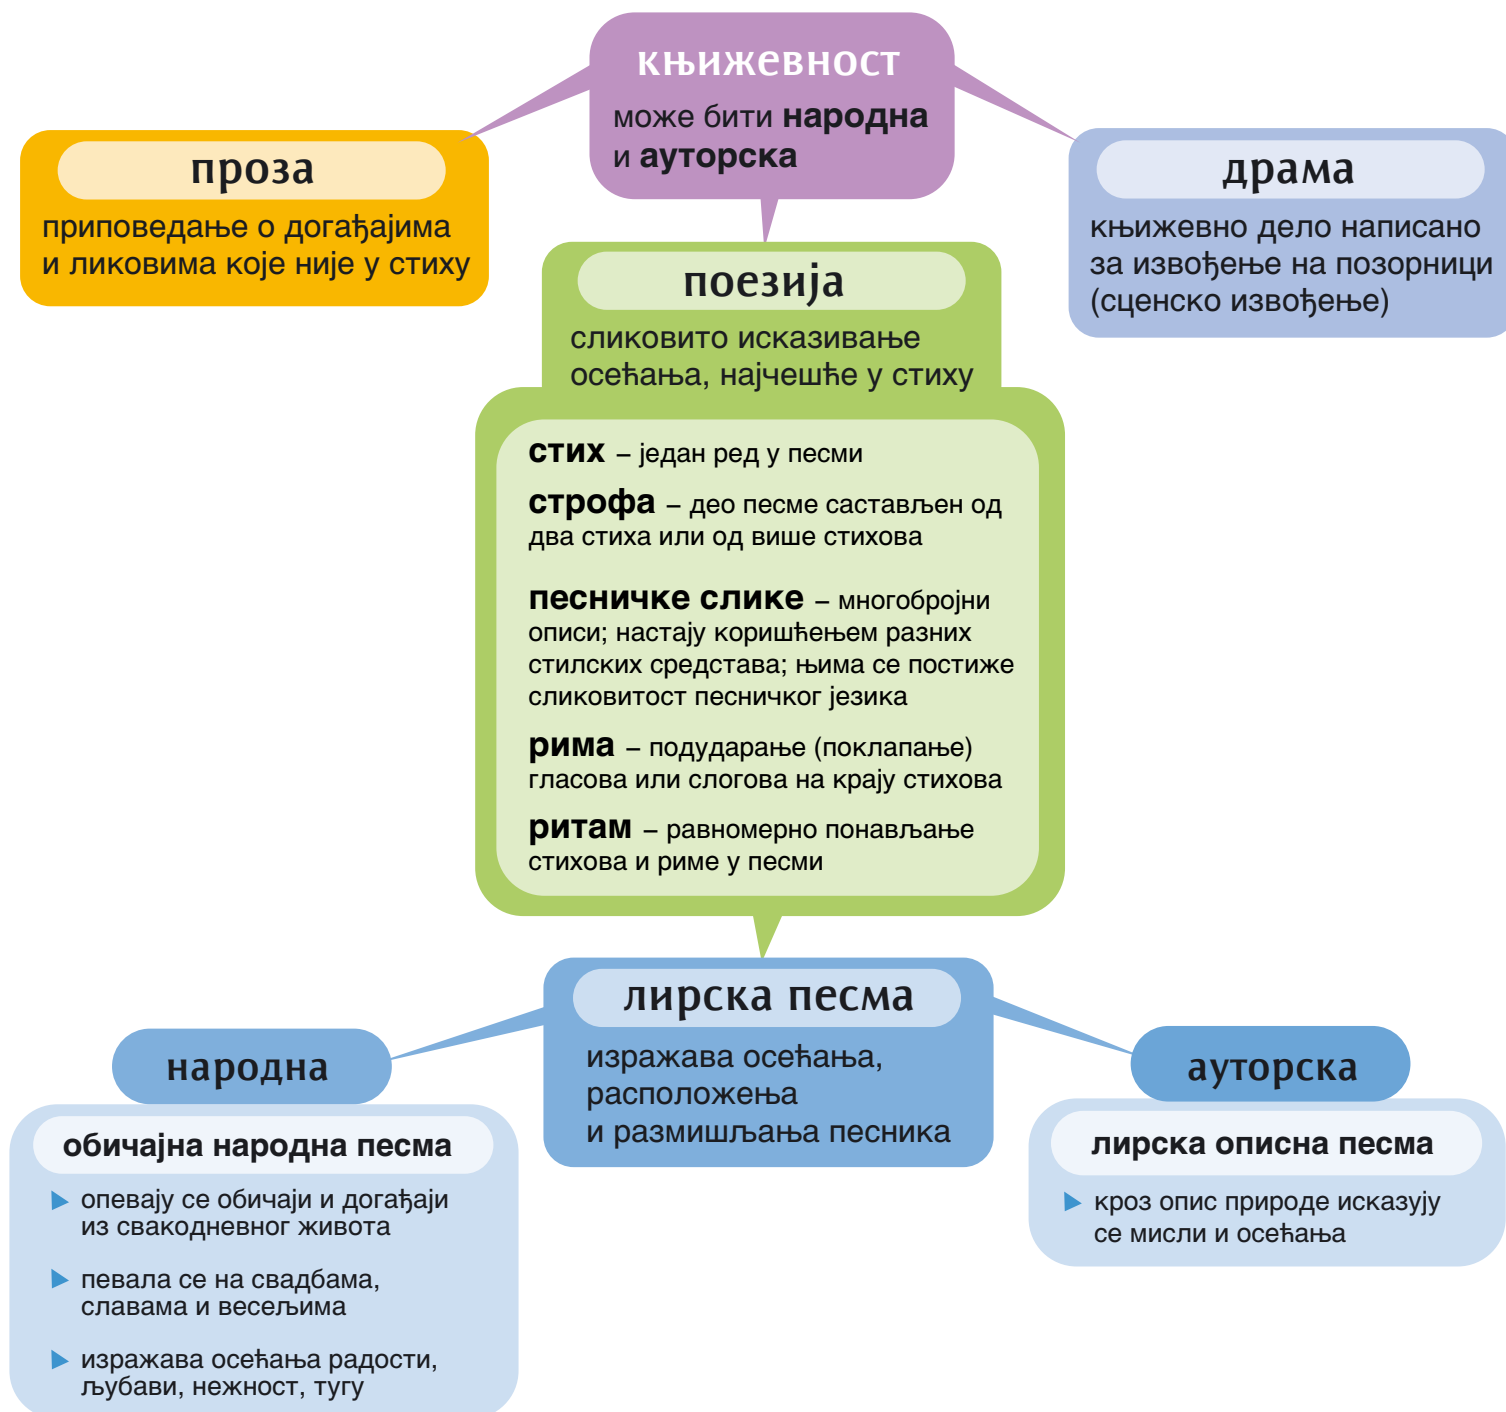 књижевност
може бити народна
и ауторска
проза
приповедање о догађајима
и ликовима које није у стиху
драма
књижевно дело написано
за извођење на позорници
(сценско извођење)
поезија
сликовито исказивање
осећања, најчешће у стиху
стих – један ред у песми
строфа – део песме састављен од
два стиха или од више стихова
песничке слике – многобројни
описи; настају коришћењем разних
стилских средстава; њима се постиже
сликовитост песничког језика
рима – подударање (поклапање)
гласова или слогова на крају стихова
ритам – равномерно понављање
стихова и риме у песми
лирска песма
изражава осећања,
расположења
и размишљања песника
народна
обичајна народна песма
опевају се обичаји и догађаји
из свакодневног живота
певала се на свадбама,
славама и весељима
изражава осећања радости,
љубави, нежност, тугу
ауторска
лирска описна песма
кроз опис природе исказују
се мисли и осећања